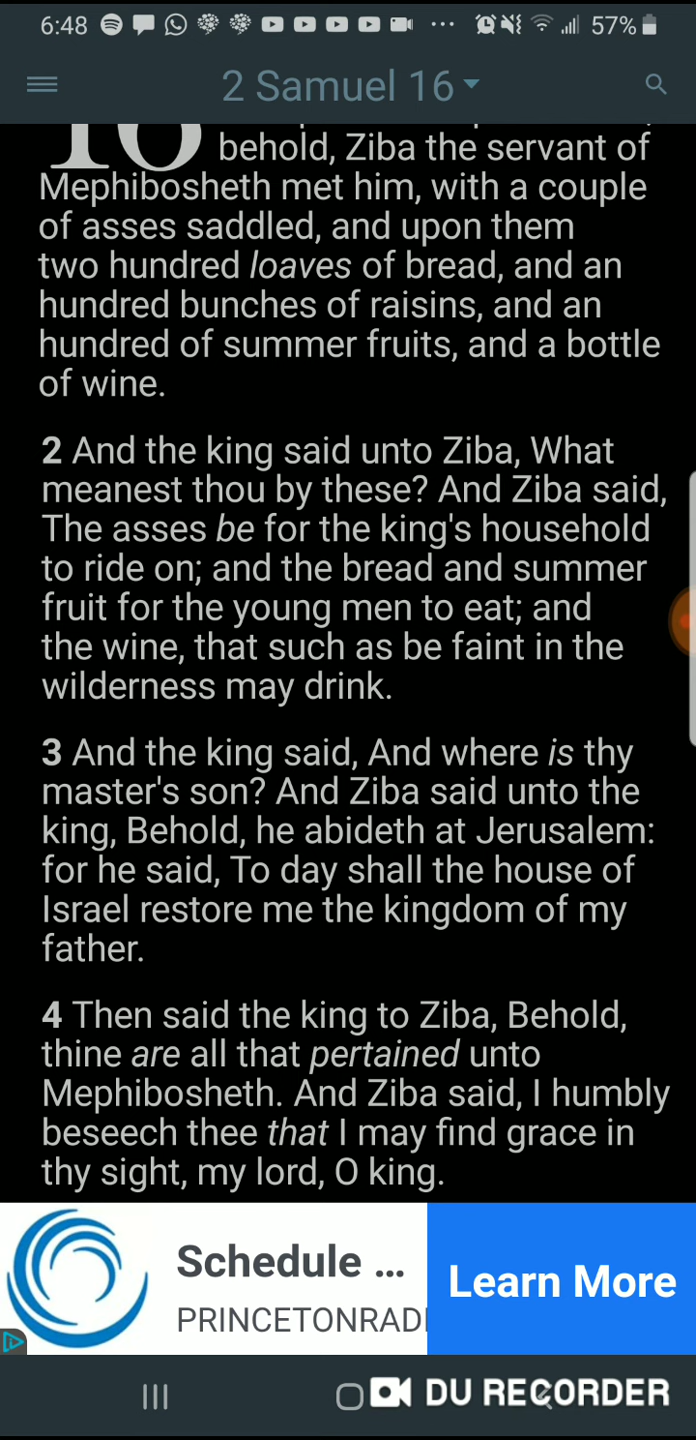 6:48
57%
2 Samuel 16
16
behold, Ziba the servant of
Mephibosheth met him, with a couple
of asses saddled, and upon them
two hundred loaves of bread, and an
hundred bunches of raisins, and an
hundred of summer fruits, and a bottle
of wine.
2 And the king said unto Ziba, What
meanest thou by these? And Ziba said,
The asses be for the king's household
to ride on; and the bread and summer
fruit for the young men to eat; and
the wine, that such as be faint in the
wilderness may drink.
3 And the king said, And where is thy
master's son? And Ziba said unto the
king, Behold, he abideth at Jerusalem:
for he said, To day shall the house of
Israel restore me the kingdom of my
father.
4 Then said the king to Ziba, Behold,
thine are all that pertained unto
Mephibosheth. And Ziba said, I humbly
beseech thee that I may find grace in
thy sight, my lord, O king.
Schedule ...
PRINCETONRADI
Learn More
DU RECORDER